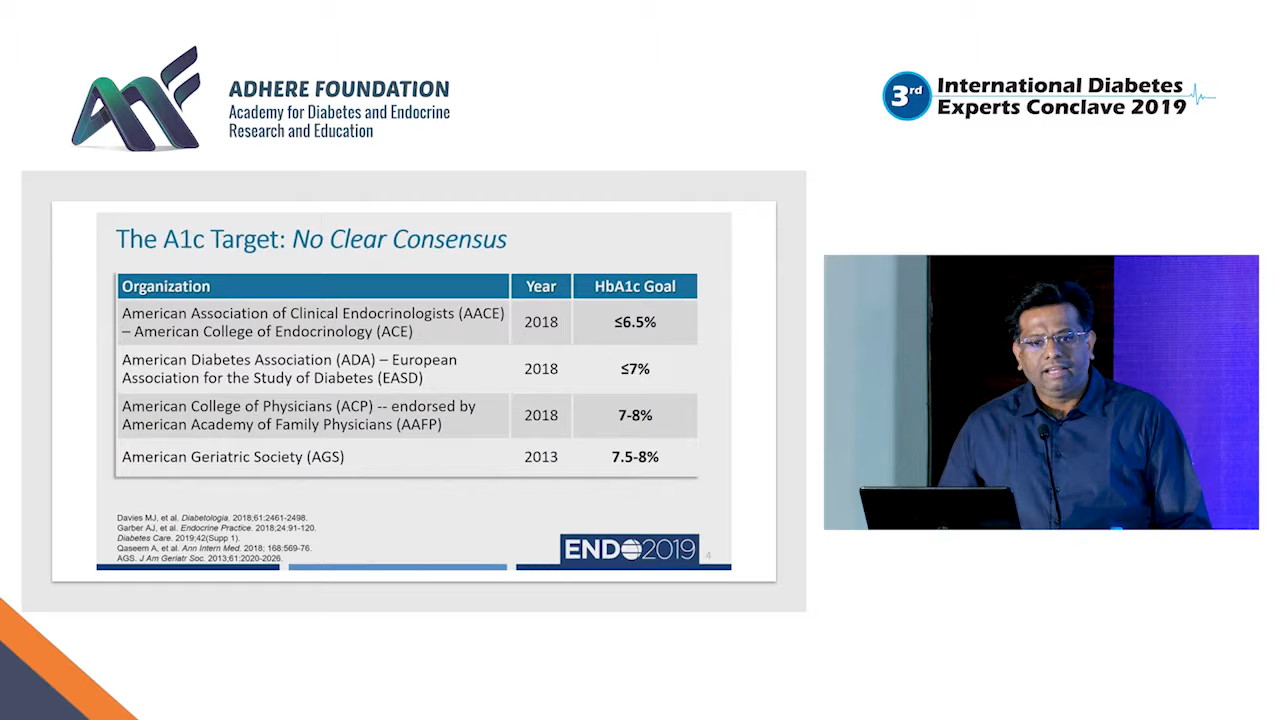 ADHERE FOUNDATION
Academy for Diabetes and Endocrine
Research and Education
3rd
International Diabetes
Experts Conclave 2019
The A1c Target: No Clear Consensus
Organization Year HbA1c Goal
American Association of Clinical Endocrinologists (AACE)
– American College of Endocrinology (ACE)
2018 ≤6.5%
American Diabetes Association (ADA) – European
Association for the Study of Diabetes (EASD)
2018 ≤7%
American College of Physicians (ACP) -- endorsed by
American Academy of Family Physicians (AAFP)
2018 7-8%
American Geriatric Society (AGS) 2013 7.5-8%
Davies MJ, et al. Diabetologia. 2018;61:2461-2498.
Garber AJ, et al. Endocrine Practice. 2018;24:91-120.
Diabetes Care. 2019;42(Supp 1).
Qaseem A, et al. Ann Intern Med. 2018; 168:569-76.
AGS. J Am Geriatr Soc. 2013;61:2020-2026.
ENDO2019
4